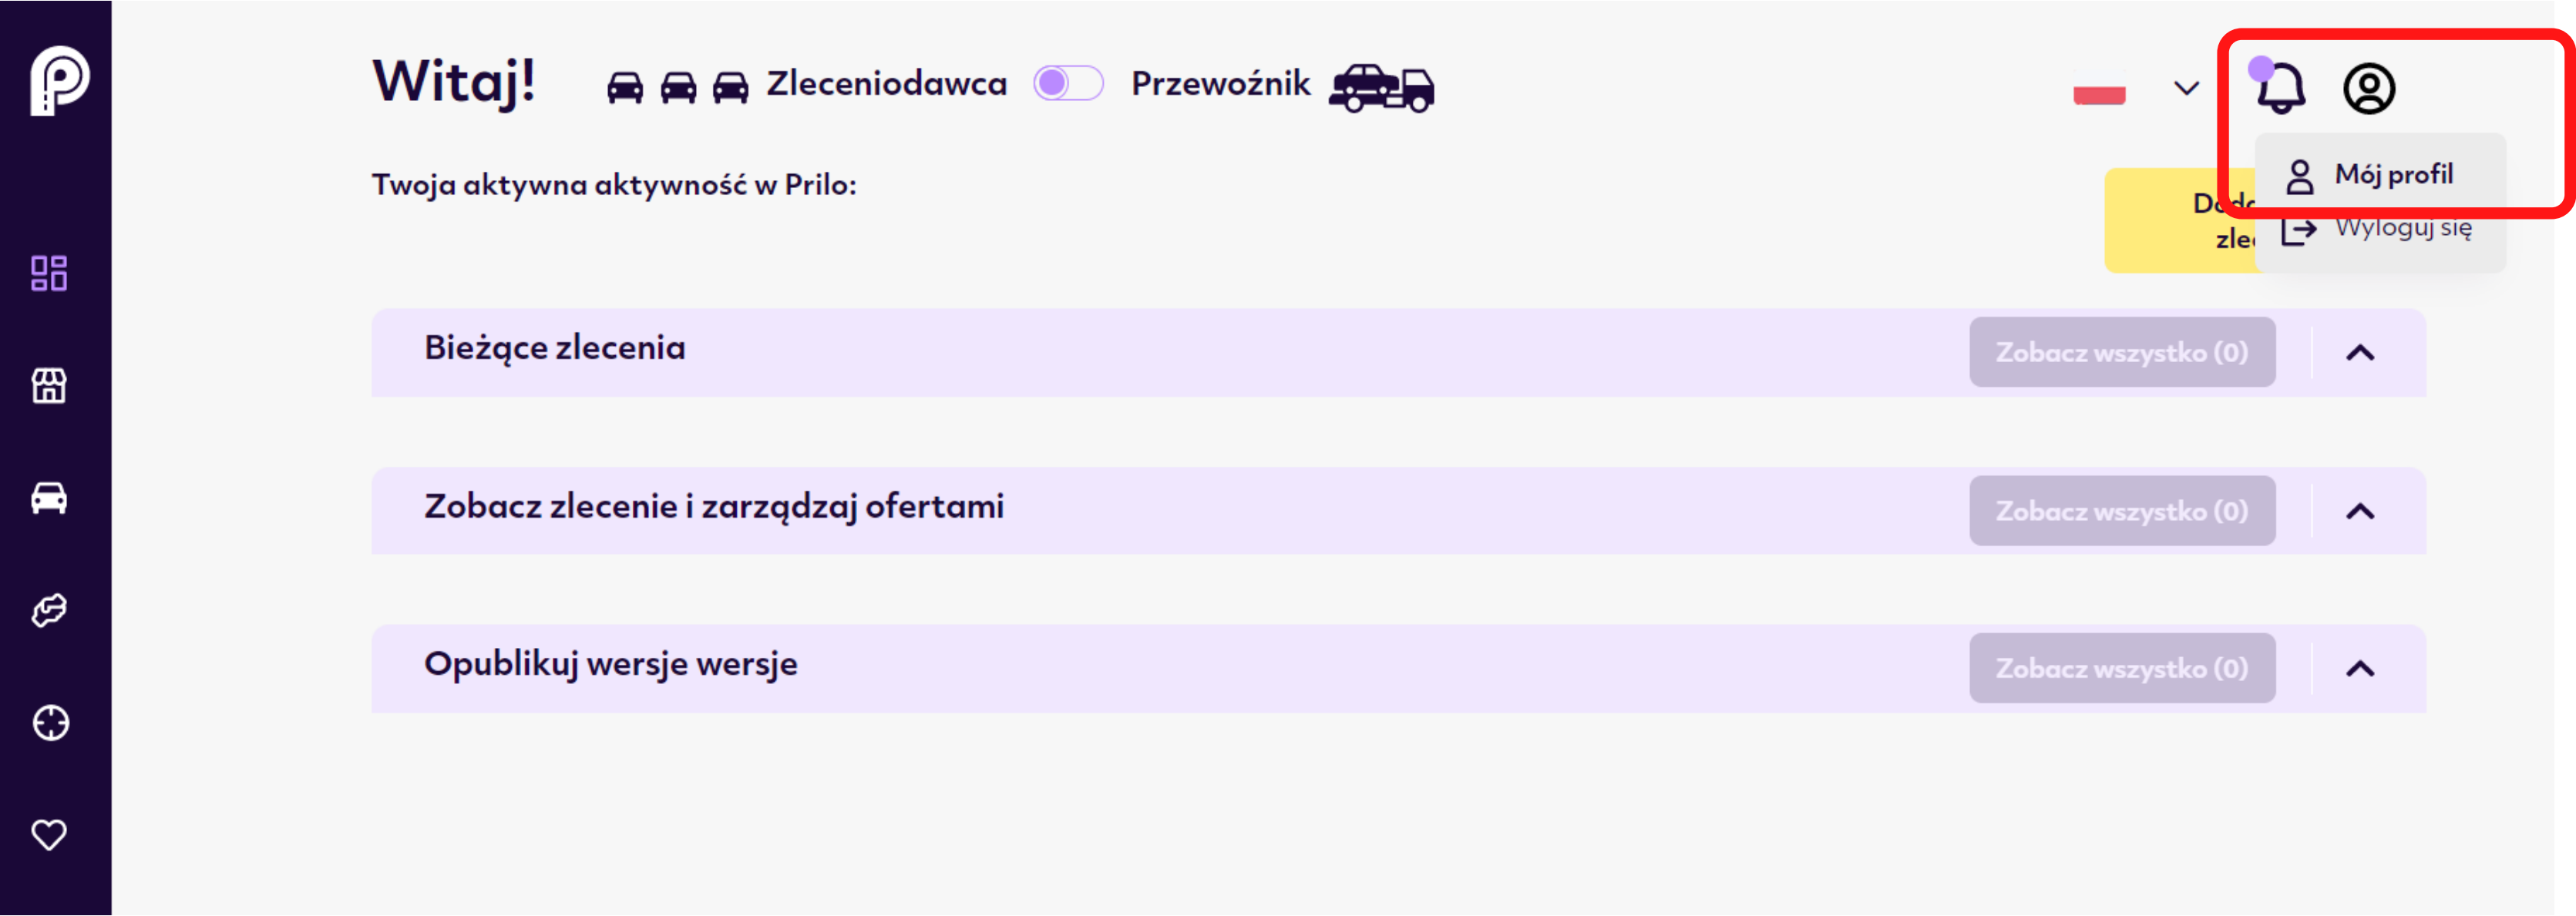 Witaj!
Zleceniodawca
Przewoźnik
Mój profil
Twoja aktywna aktywność w Prilo:
Wyloguj się
Bieżące zlecenia
Zobacz wszystko (0)
Zobacz zlecenie i zarządzaj ofertami
Zobacz wszystko (0)
Opublikuj wersje wersje
Zobacz wszystko (0)